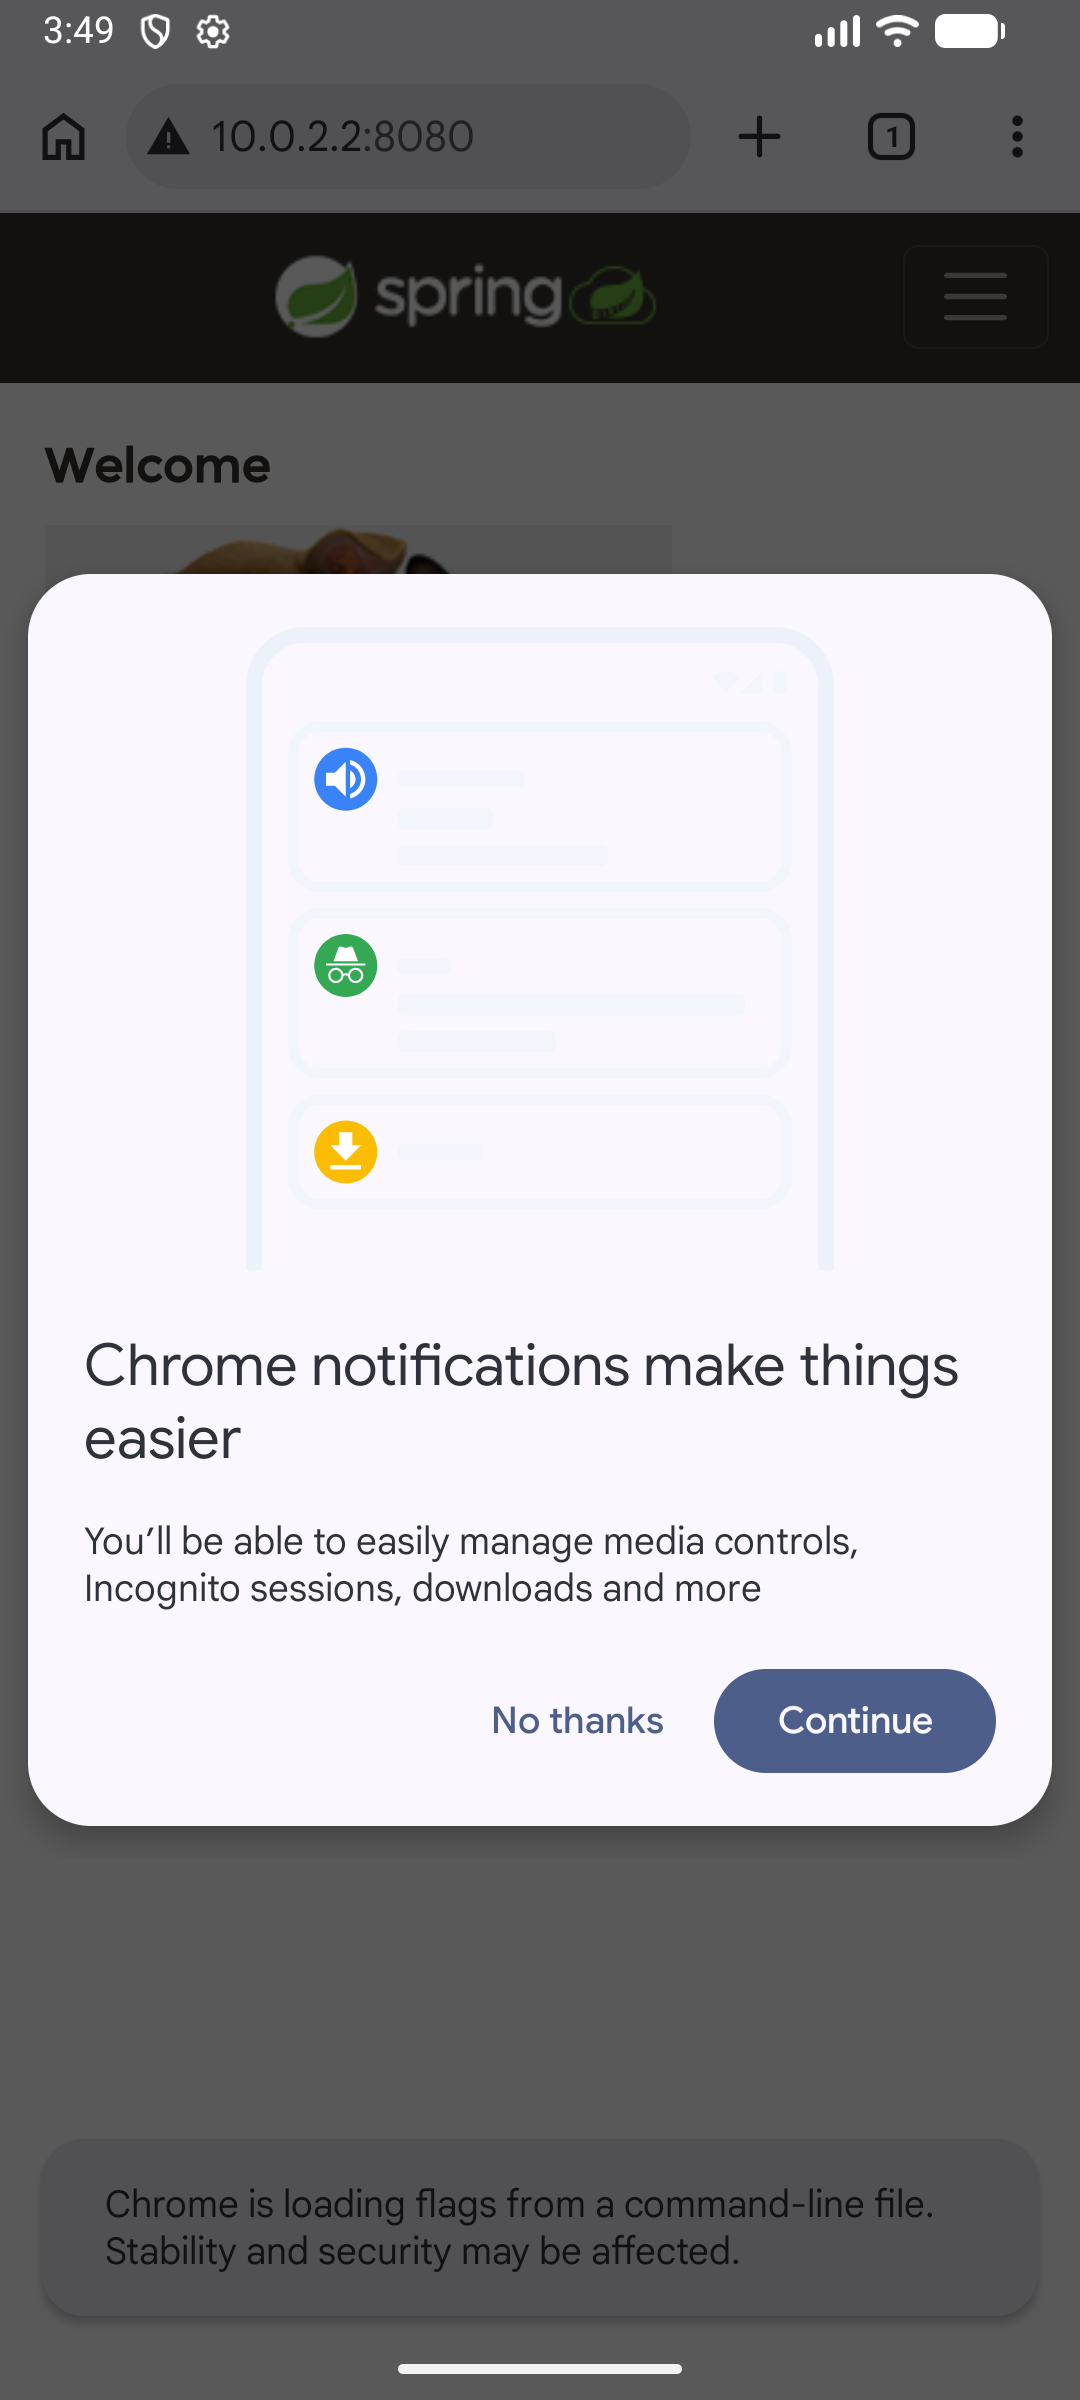 3:49
10.0.2.2:8080
1
spring
Welcome
Chrome notifications make things
easier
You’ll be able to easily manage media controls,
Incognito sessions, downloads and more
No thanks
Continue
Chrome is loading flags from a command-line file.
Stability and security may be affected.